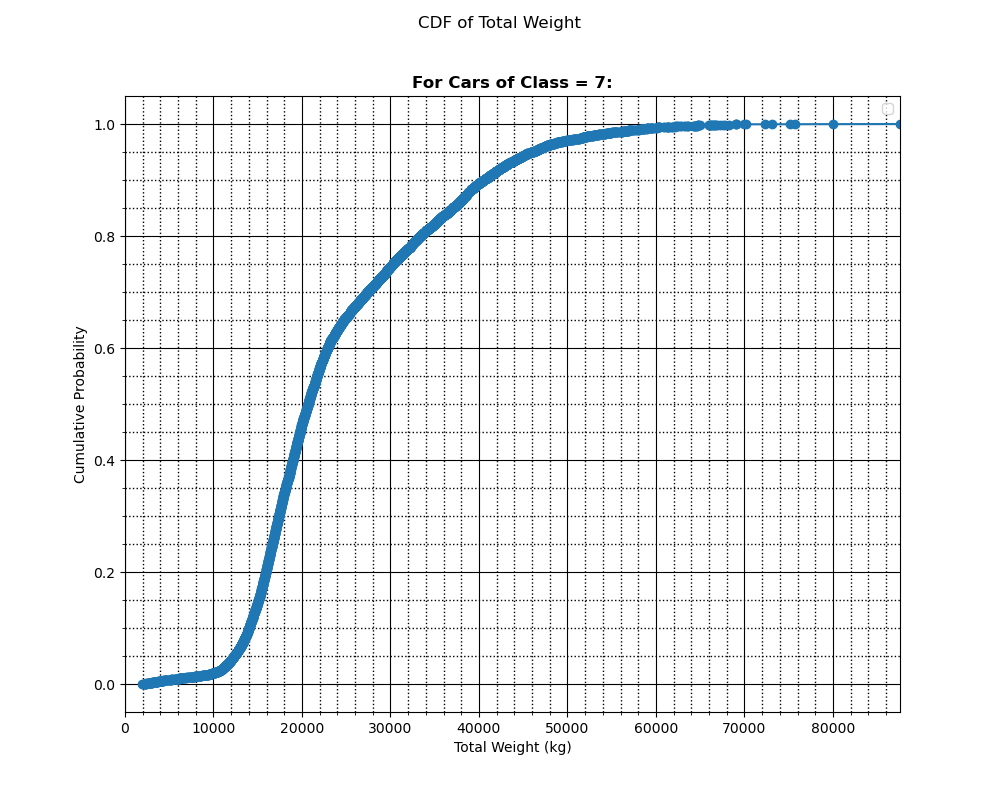 CDF of Total Weight
For Cars of Class = 7:
1.0
0.8
0.6
0.4
0.2
0.0
Cumulative Probability
0 10000 20000 30000 40000 50000 60000 70000 80000
Total Weight (kg)